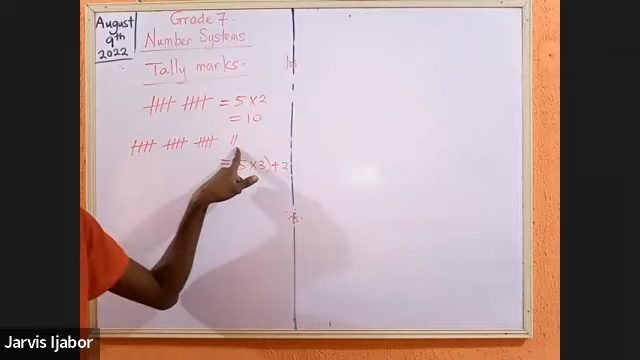 August
9th
2022
Grade 7.
Number Systems.
Tally marks.
= 5 x 2
= 10
= (5 x 3) + 2
Jarvis Ijabor